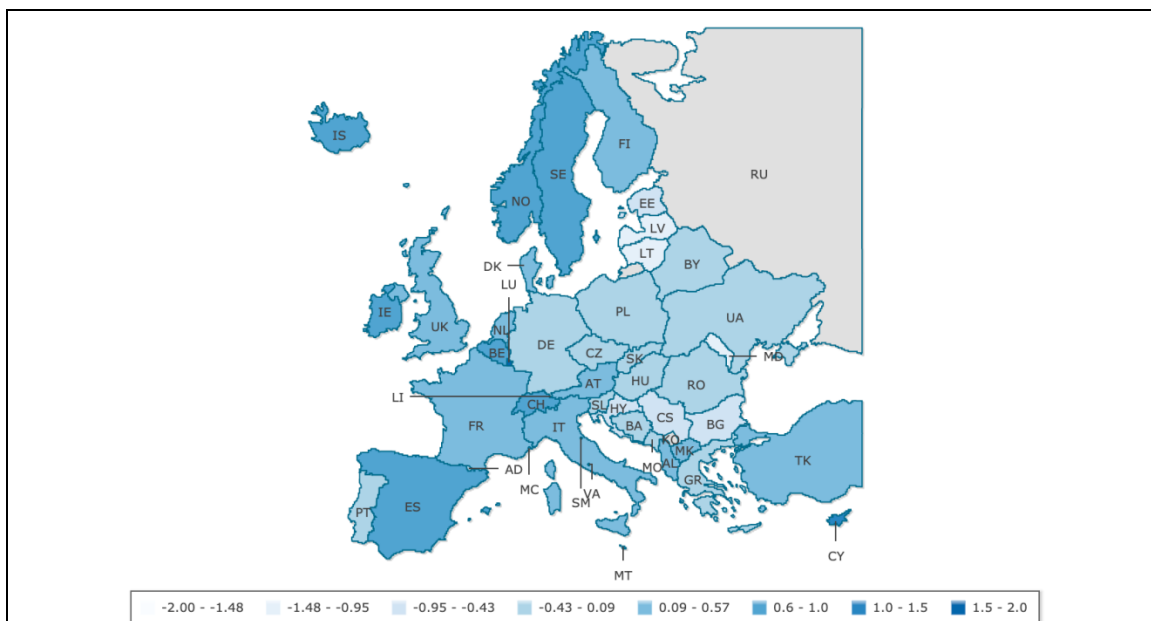 IS
FI
SE
RU
NO
EE
LV
LT
DK
BY
LU
IE
PL
UK
NL
UA
DE
BE
CZ
MD
SK
HU
RO
AT
LI
CH
SL
HY
CS
BG
FR
IT
BA
KO
MK
MO
AL
TK
AD
MC
SM
VA
GR
PT
ES
CY
MT
-2.00 - -1.48 -1.48 - -0.95 -0.95 - -0.43 -0.43 - 0.09 0.09 - 0.57 0.6 - 1.0 1.0 - 1.5 1.5 - 2.0